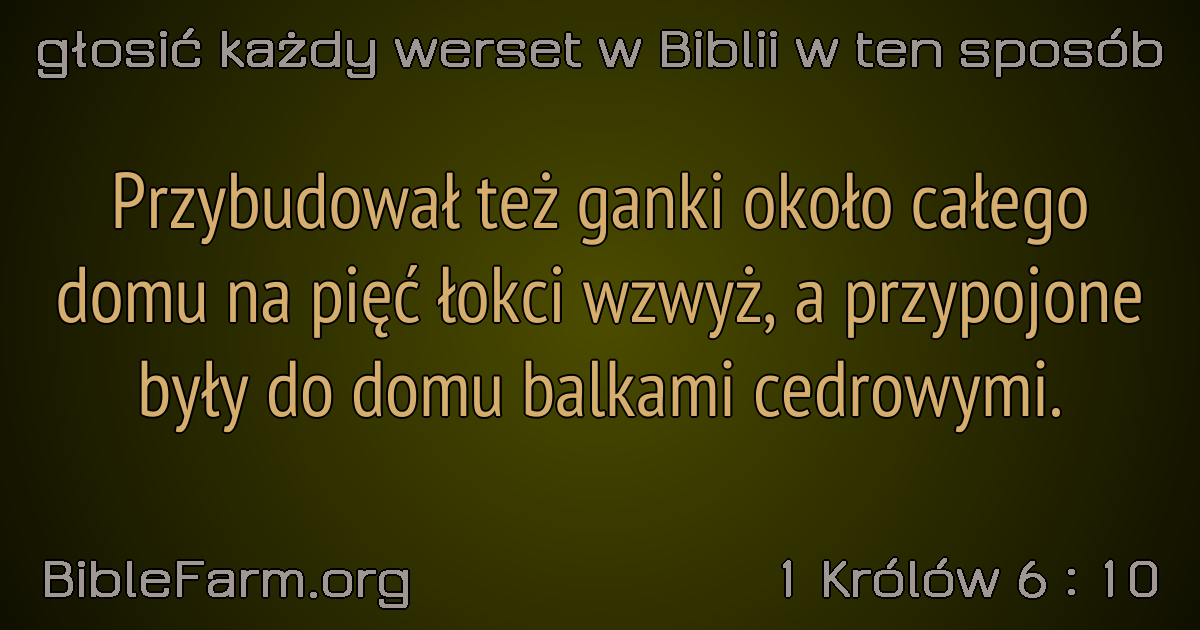 głosić każdy werset w Biblii w ten sposób
Przybudował też ganki około całego
domu na pięć łokci wzwyż, a przypojone
były do domu balkami cedrowymi.
BibleFarm.org
1 Królów 6 : 10